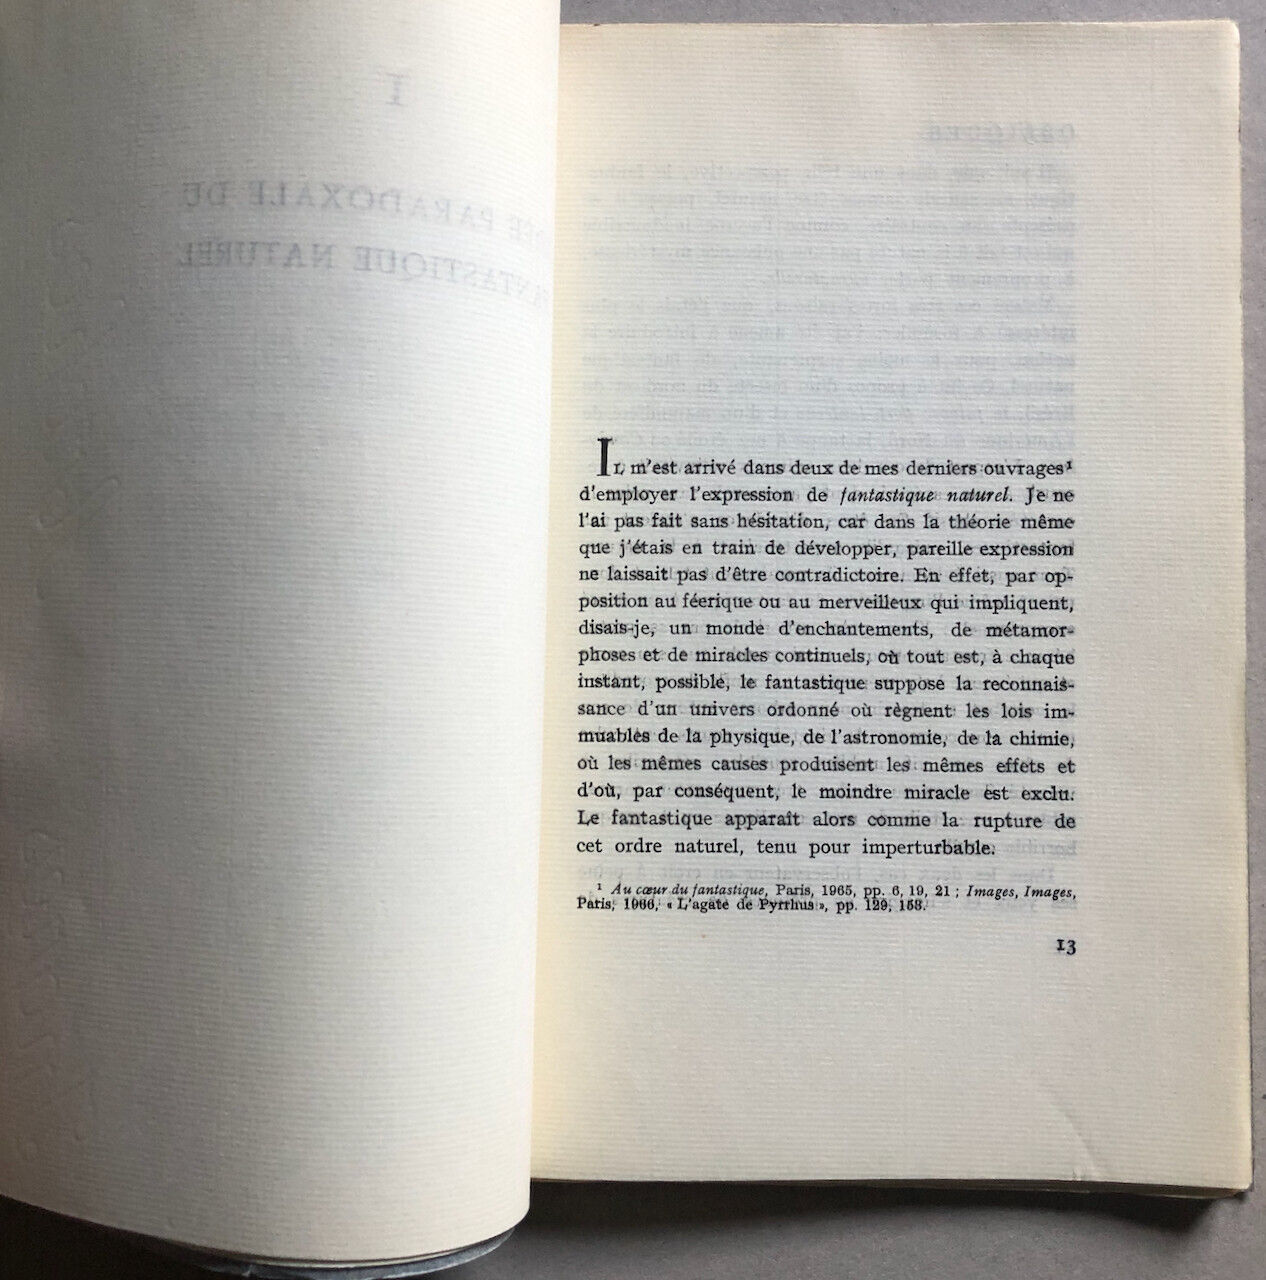 Il m'est arrivé dans deux de mes derniers ouvrages¹
d'employer l'expression de fantastique naturel. Je ne
l'ai pas fait sans hésitation, car dans la théorie même
que j'étais en train de développer, pareille expression
ne laissait pas d'être contradictoire. En effet, par op-
position au féerique ou au merveilleux qui impliquent,
disais-je, un monde d'enchantements, de métamor-
phoses et de miracles continuels, où tout est, à chaque
instant, possible, le fantastique suppose la reconnais-
sance d'un univers ordonné où règnent les lois im-
muables de la physique, de l'astronomie, de la chimie,
où les mêmes causes produisent les mêmes effets et
d'où, par conséquent, le moindre miracle est exclu.
Le fantastique apparaît alors comme la rupture de
cet ordre naturel, tenu pour imperturbable.
¹ Au cœur du fantastique, Paris, 1965, pp. 6, 19, 21 ; Images, Images,
Paris, 1966, « L'agate de Pyrrhus », pp. 129, 158.
13